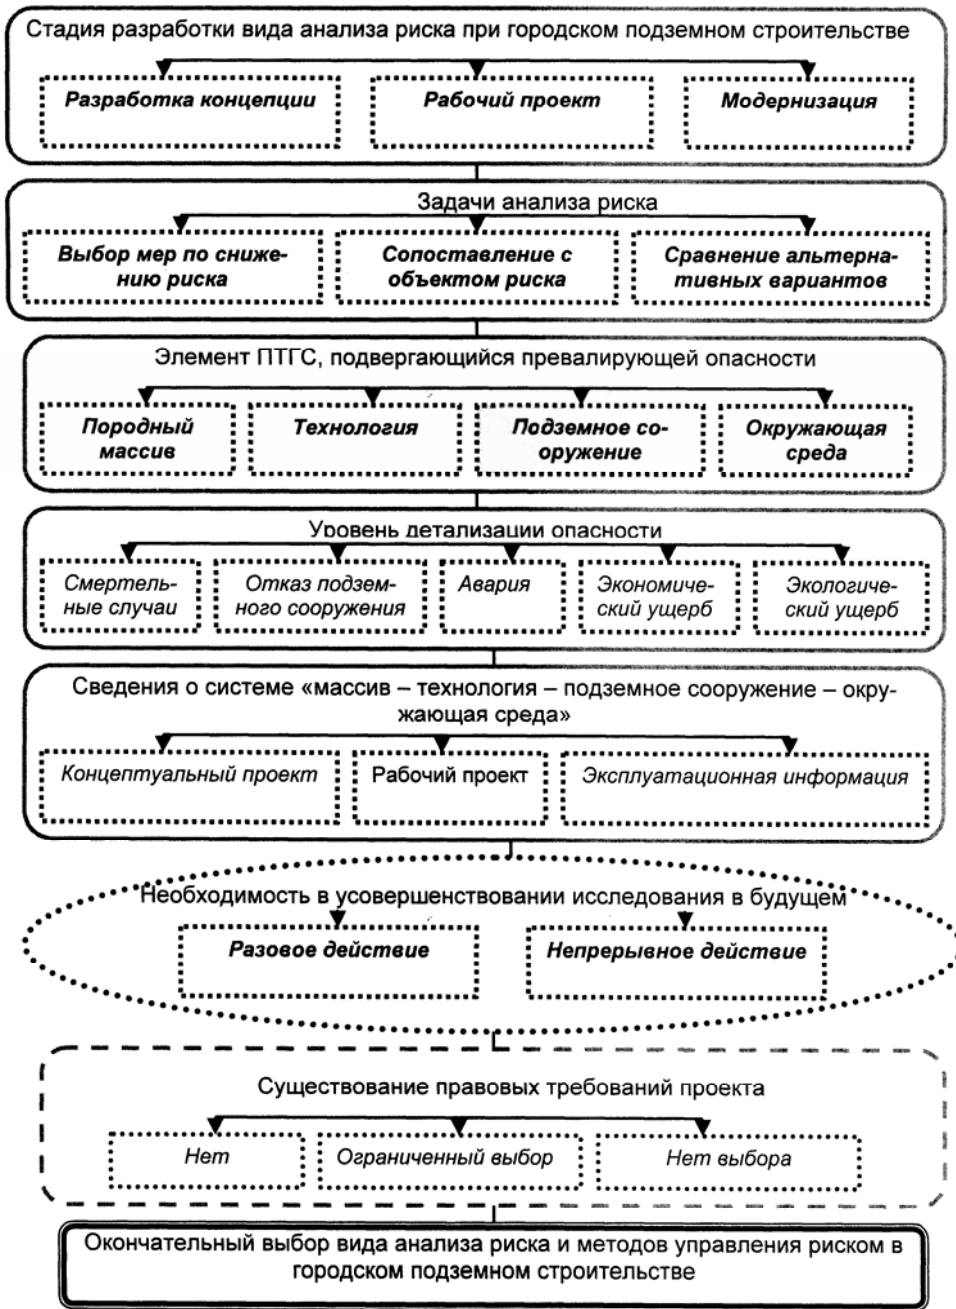 Стадия разработки вида анализа риска при городском подземном строительстве
Разработка концепции
Рабочий проект
Модернизация
Задачи анализа риска
Выбор мер по сниже-
нию риска
Сопоставление с
объектом риска
Сравнение альтерна-
тивных вариантов
Элемент ПТГС, подвергающийся превалирующей опасности
Породный
массив
Технология
Подземное со-
оружение
Окружающая
среда
Уровень детализации опасности
Смертель-
ные случаи
Отказ подзем-
ного сооружения
Авария
Экономиче-
ский ущерб
Экологиче-
ский ущерб
Сведения о системе «массив – технология – подземное сооружение – окру-
жающая среда»
Концептуальный проект
Рабочий проект
Эксплуатационная информация
Необходимость в усовершенствовании исследования в будущем
Разовое действие
Непрерывное действие
Существование правовых требований проекта
Нет
Ограниченный выбор
Нет выбора
Окончательный выбор вида анализа риска и методов управления риском в
городском подземном строительстве